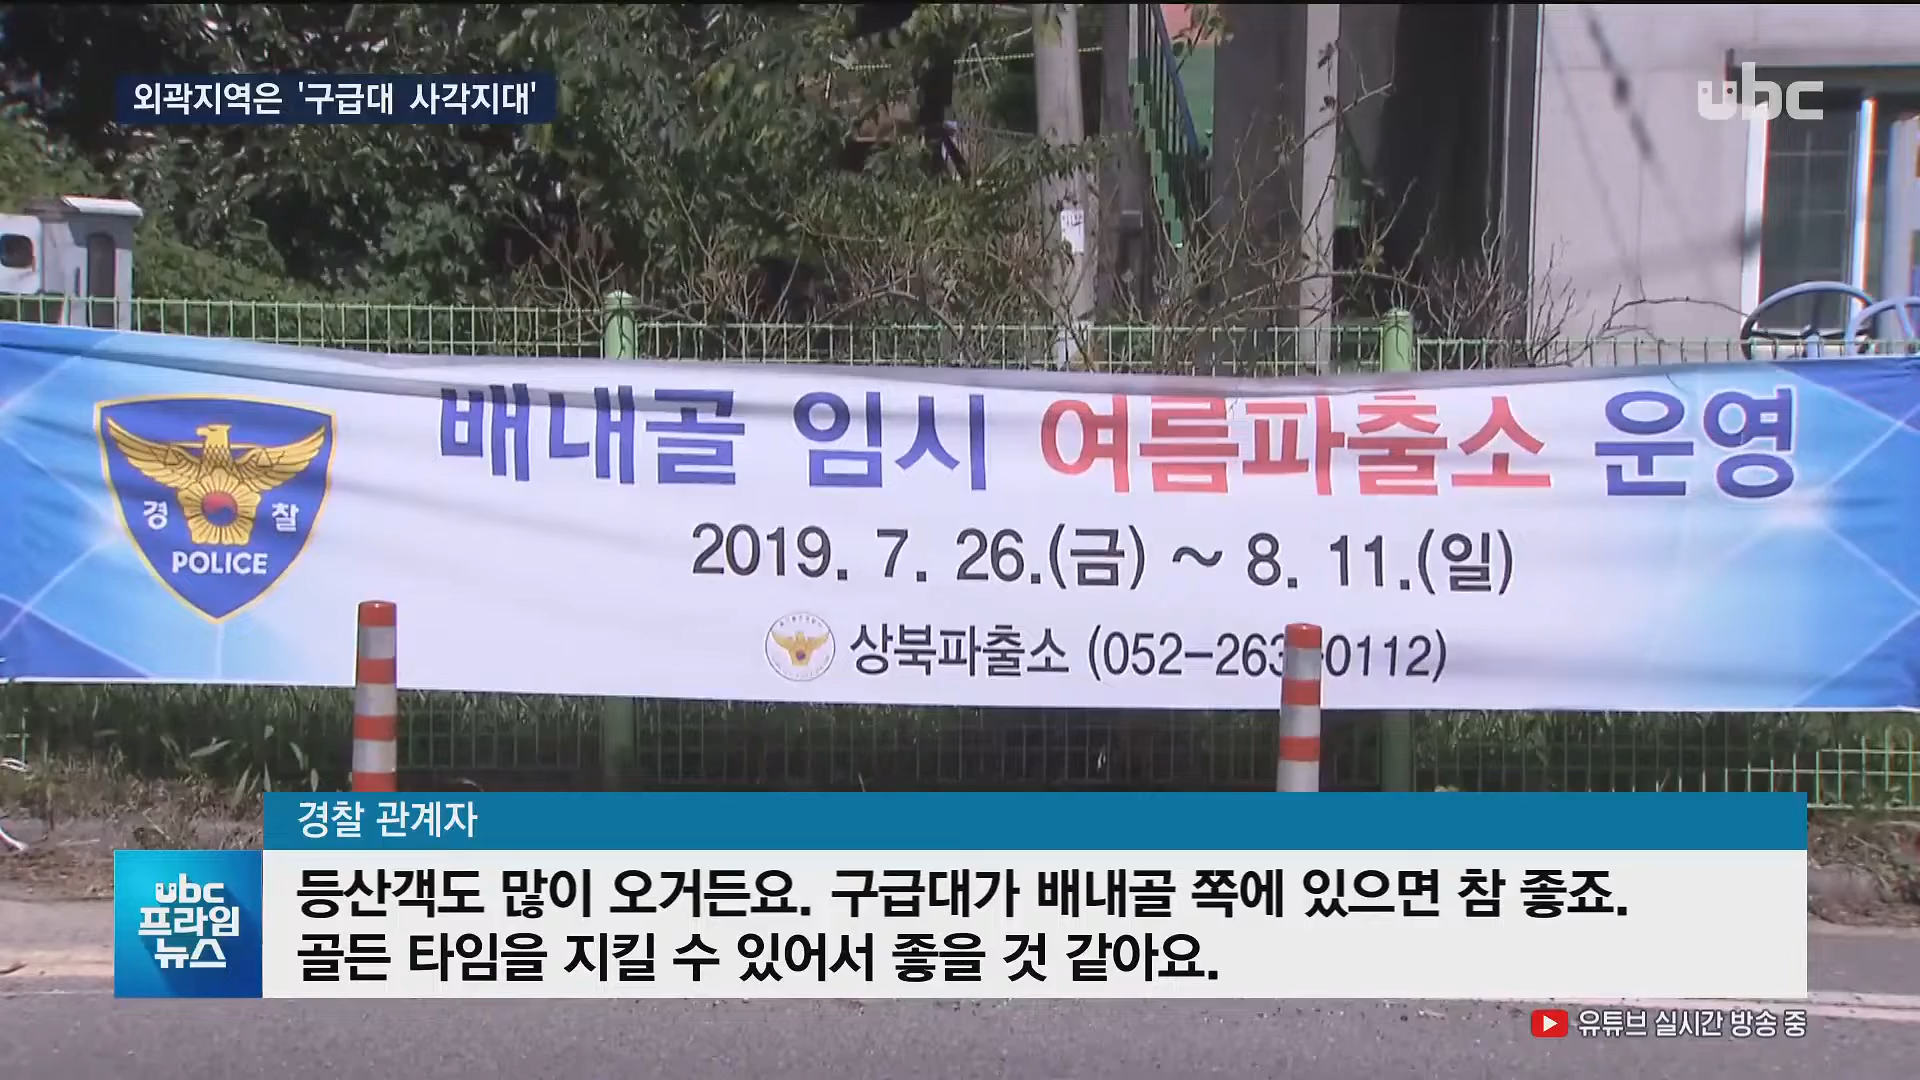 외곽지역은 '구급대 사각지대'
ubc
배내골 임시 여름파출소 운영
2019. 7. 26.(금) ~ 8. 11.(일)
경 찰
POLICE
상북파출소 (052-263-0112)
경찰 관계자
ubc
프라임
뉴스
등산객도 많이 오거든요. 구급대가 배내골 쪽에 있으면 참 좋죠.
골든 타임을 지킬 수 있어서 좋을 것 같아요.
유튜브 실시간 방송 중